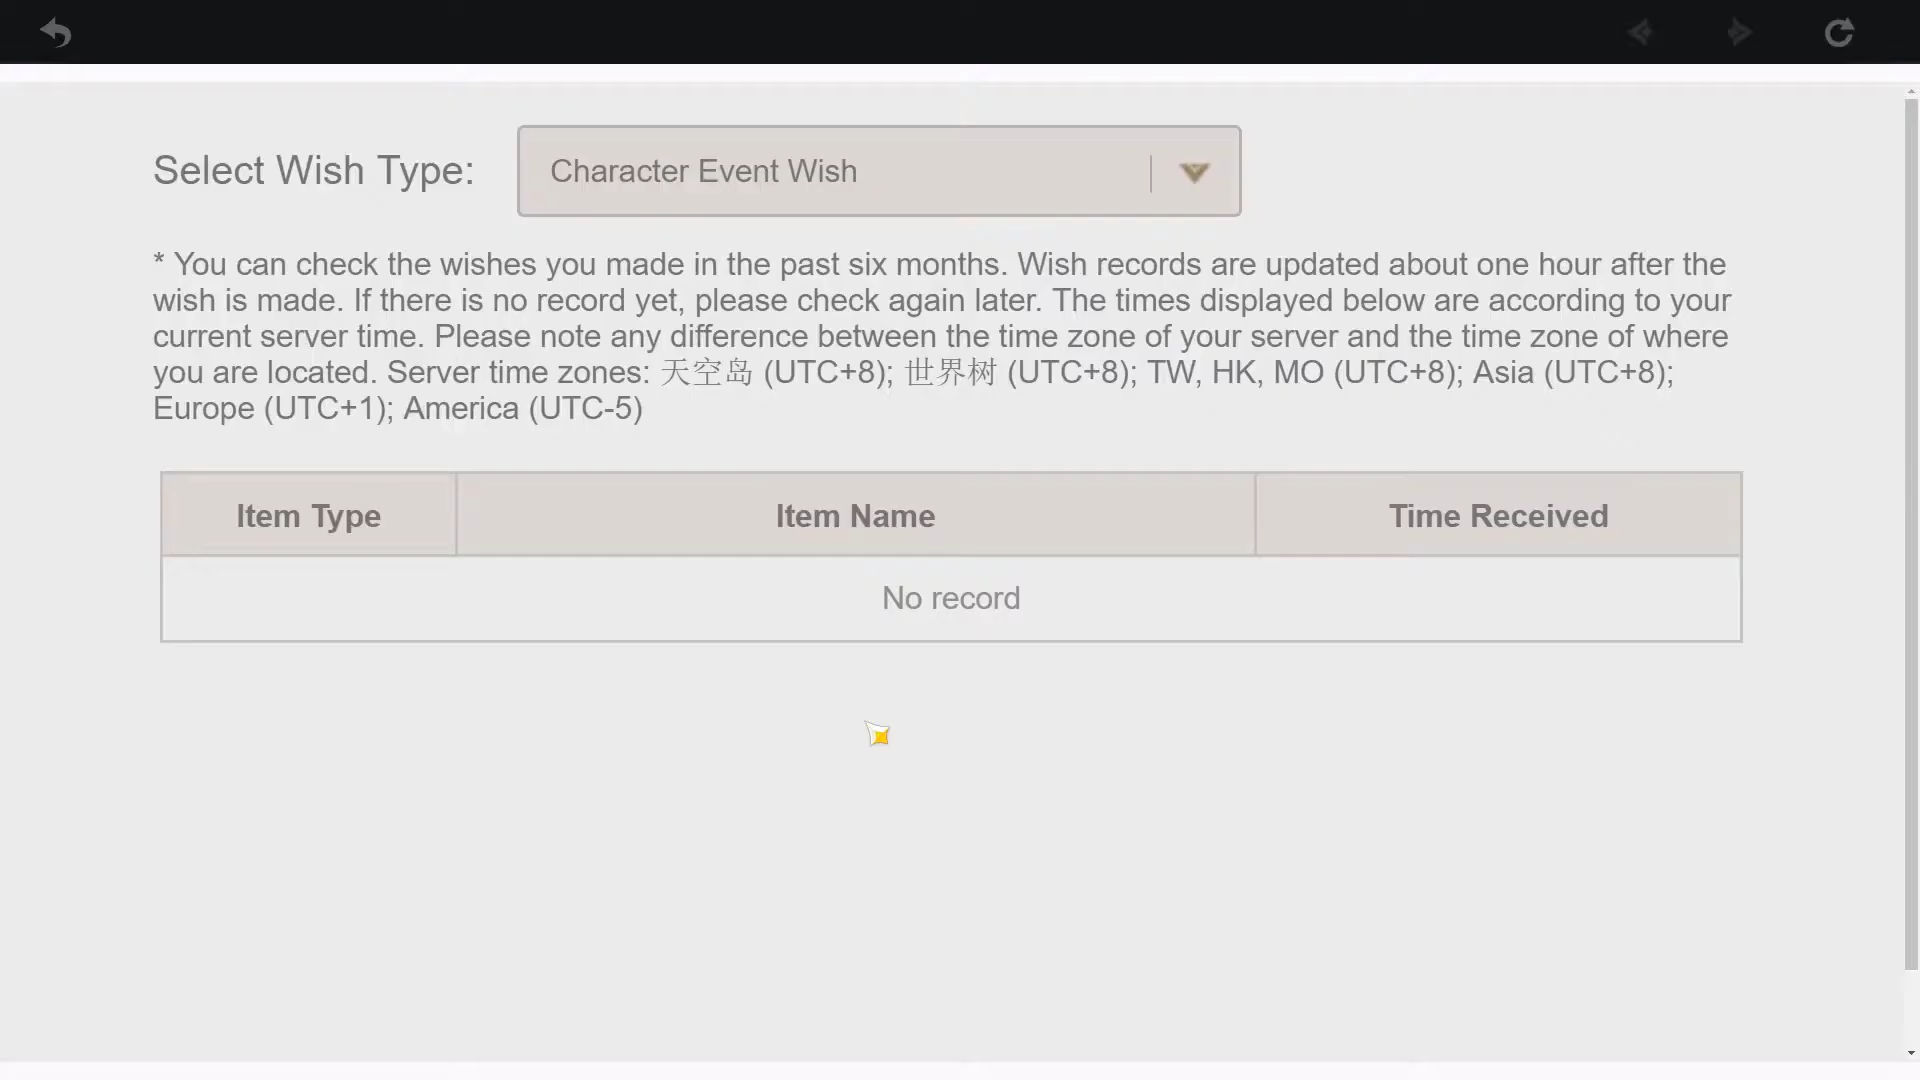 Select Wish Type:
Character Event Wish
* You can check the wishes you made in the past six months. Wish records are updated about one hour after the
wish is made. If there is no record yet, please check again later. The times displayed below are according to your
current server time. Please note any difference between the time zone of your server and the time zone of where
you are located. Server time zones: 天空岛 (UTC+8); 世界树 (UTC+8); TW, HK, MO (UTC+8); Asia (UTC+8);
Europe (UTC+1); America (UTC-5)
Item Type
Item Name
Time Received
No record